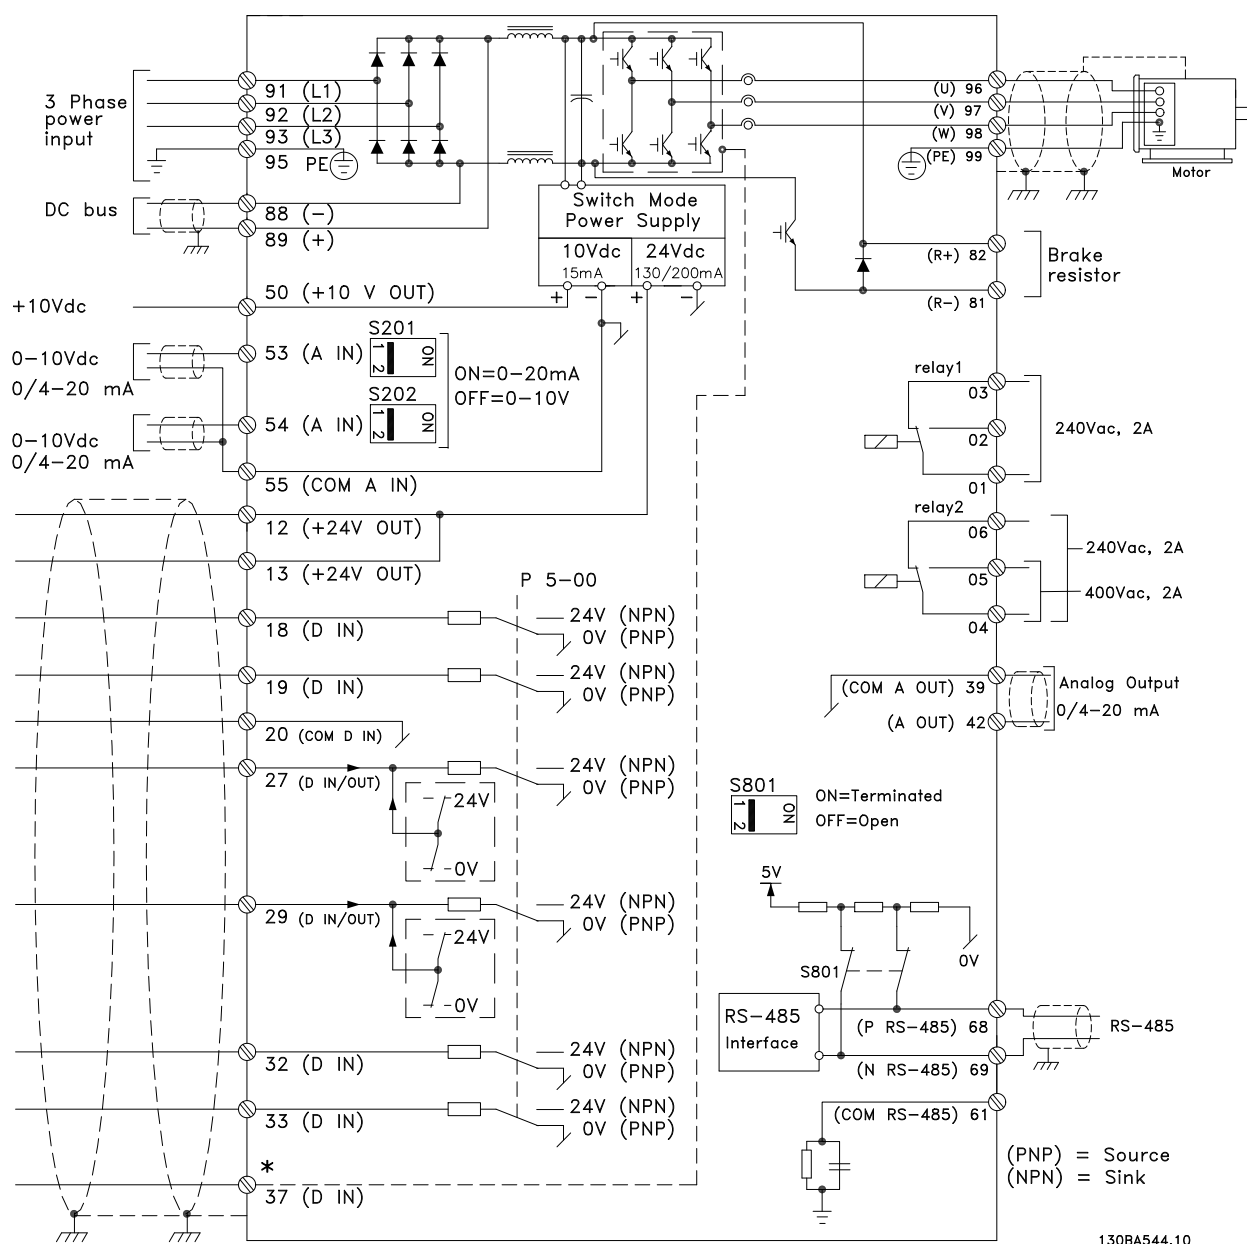 3 Phase
power
input
91 (L1)
92 (L2)
93 (L3)
95 PE
DC bus
88 (-)
89 (+)
Switch Mode
Power Supply
10Vdc
15mA
24Vdc
130/200mA
+ - + -
(U) 96
(V) 97
(W) 98
(PE) 99
Motor
(R+) 82
(R-) 81
Brake
resistor
+10Vdc
50 (+10 V OUT)
0-10Vdc
0/4-20 mA
53 (A IN)
S201
1 2
ON
0-10Vdc
0/4-20 mA
54 (A IN)
S202
1 2
ON
ON=0-20mA
OFF=0-10V
55 (COM A IN)
12 (+24V OUT)
13 (+24V OUT)
P 5-00
18 (D IN)
24V (NPN)
0V (PNP)
19 (D IN)
24V (NPN)
0V (PNP)
20 (COM D IN)
27 (D IN/OUT)
24V (NPN)
0V (PNP)
24V
0V
29 (D IN/OUT)
24V (NPN)
0V (PNP)
24V
0V
32 (D IN)
24V (NPN)
0V (PNP)
33 (D IN)
24V (NPN)
0V (PNP)
*
37 (D IN)
relay1
03
02
01
240Vac, 2A
relay2
06
05
04
240Vac, 2A
400Vac, 2A
(COM A OUT) 39
(A OUT) 42
Analog Output
0/4-20 mA
S801
1 2
ON
ON=Terminated
OFF=Open
5V
0V
S801
RS-485
Interface
(P RS-485) 68
(N RS-485) 69
RS-485
(COM RS-485) 61
(PNP) = Source
(NPN) = Sink
130BA544.10